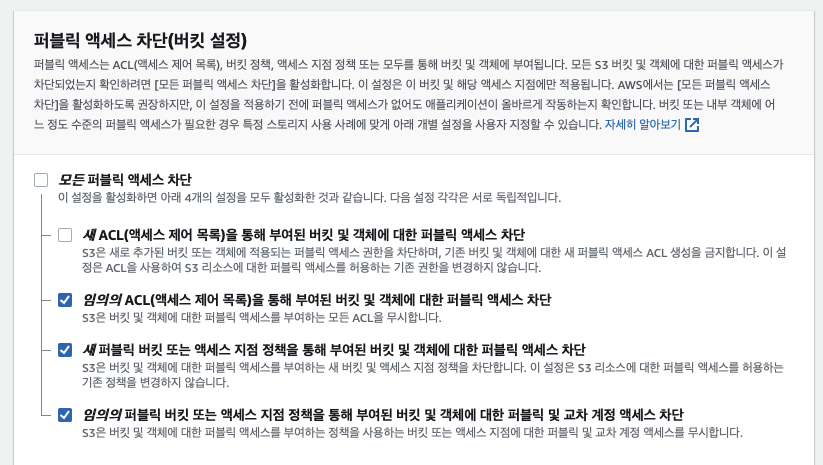 퍼블릭 액세스 차단(버킷 설정)
퍼블릭 액세스는 ACL(액세스 제어 목록), 버킷 정책, 액세스 지점 정책 또는 모두를 통해 버킷 및 객체에 부여됩니다. 모든 S3 버킷 및 객체에 대한 퍼블릭 액세스가
차단되었는지 확인하려면 [모든 퍼블릭 액세스 차단]을 활성화합니다. 이 설정은 이 버킷 및 해당 액세스 지점에만 적용됩니다. AWS에서는 [모든 퍼블릭 액세스
차단]을 활성화하도록 권장하지만, 이 설정을 적용하기 전에 퍼블릭 액세스가 없어도 애플리케이션이 올바르게 작동하는지 확인합니다. 버킷 또는 내부 객체에 어
느 정도 수준의 퍼블릭 액세스가 필요한 경우 특정 스토리지 사용 사례에 맞게 아래 개별 설정을 사용자 지정할 수 있습니다. 자세히 알아보기
모든 퍼블릭 액세스 차단
이 설정을 활성화하면 아래 4개의 설정을 모두 활성화한 것과 같습니다. 다음 설정 각각은 서로 독립적입니다.
새 ACL(액세스 제어 목록)을 통해 부여된 버킷 및 객체에 대한 퍼블릭 액세스 차단
S3은 새로 추가된 버킷 또는 객체에 적용되는 퍼블릭 액세스 권한을 차단하며, 기존 버킷 및 객체에 대한 새 퍼블릭 액세스 ACL 생성을 금지합니다. 이 설
정은 ACL을 사용하여 S3 리소스에 대한 퍼블릭 액세스를 허용하는 기존 권한을 변경하지 않습니다.
임의의 ACL(액세스 제어 목록)을 통해 부여된 버킷 및 객체에 대한 퍼블릭 액세스 차단
S3은 버킷 및 객체에 대한 퍼블릭 액세스를 부여하는 모든 ACL을 무시합니다.
새 퍼블릭 버킷 또는 액세스 지점 정책을 통해 부여된 버킷 및 객체에 대한 퍼블릭 액세스 차단
S3은 버킷 및 객체에 대한 퍼블릭 액세스를 부여하는 새 버킷 및 액세스 지점 정책을 차단합니다. 이 설정은 S3 리소스에 대한 퍼블릭 액세스를 허용하는
기존 정책을 변경하지 않습니다.
임의의 퍼블릭 버킷 또는 액세스 지점 정책을 통해 부여된 버킷 및 객체에 대한 퍼블릭 및 교차 계정 액세스 차단
S3은 버킷 및 객체에 대한 퍼블릭 액세스를 부여하는 정책을 사용하는 버킷 또는 액세스 지점에 대한 퍼블릭 및 교차 계정 액세스를 무시합니다.